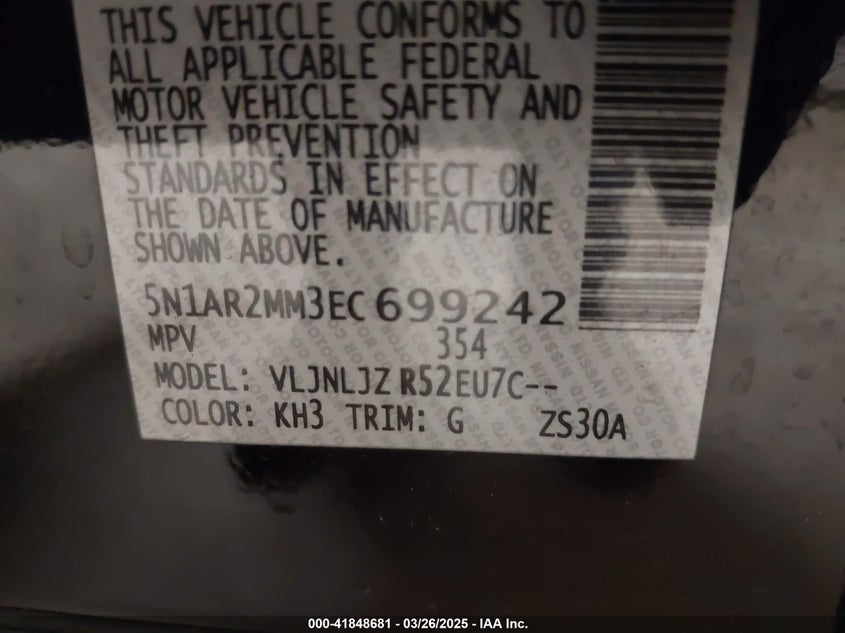 THIS VEHICLE CONFORMS TO
ALL APPLICABLE FEDERAL
MOTOR VEHICLE SAFETY AND
THEFT PREVENTION
STANDARDS IN EFFECT ON
THE DATE OF MANUFACTURE
SHOWN ABOVE.
5N1AR2MM3EC699242
MPV 354
MODEL: VLJNLJZ R52EU7C--
COLOR: KH3 TRIM: G ZS30A
000-41848681 - 03/26/2025 - IAA Inc.